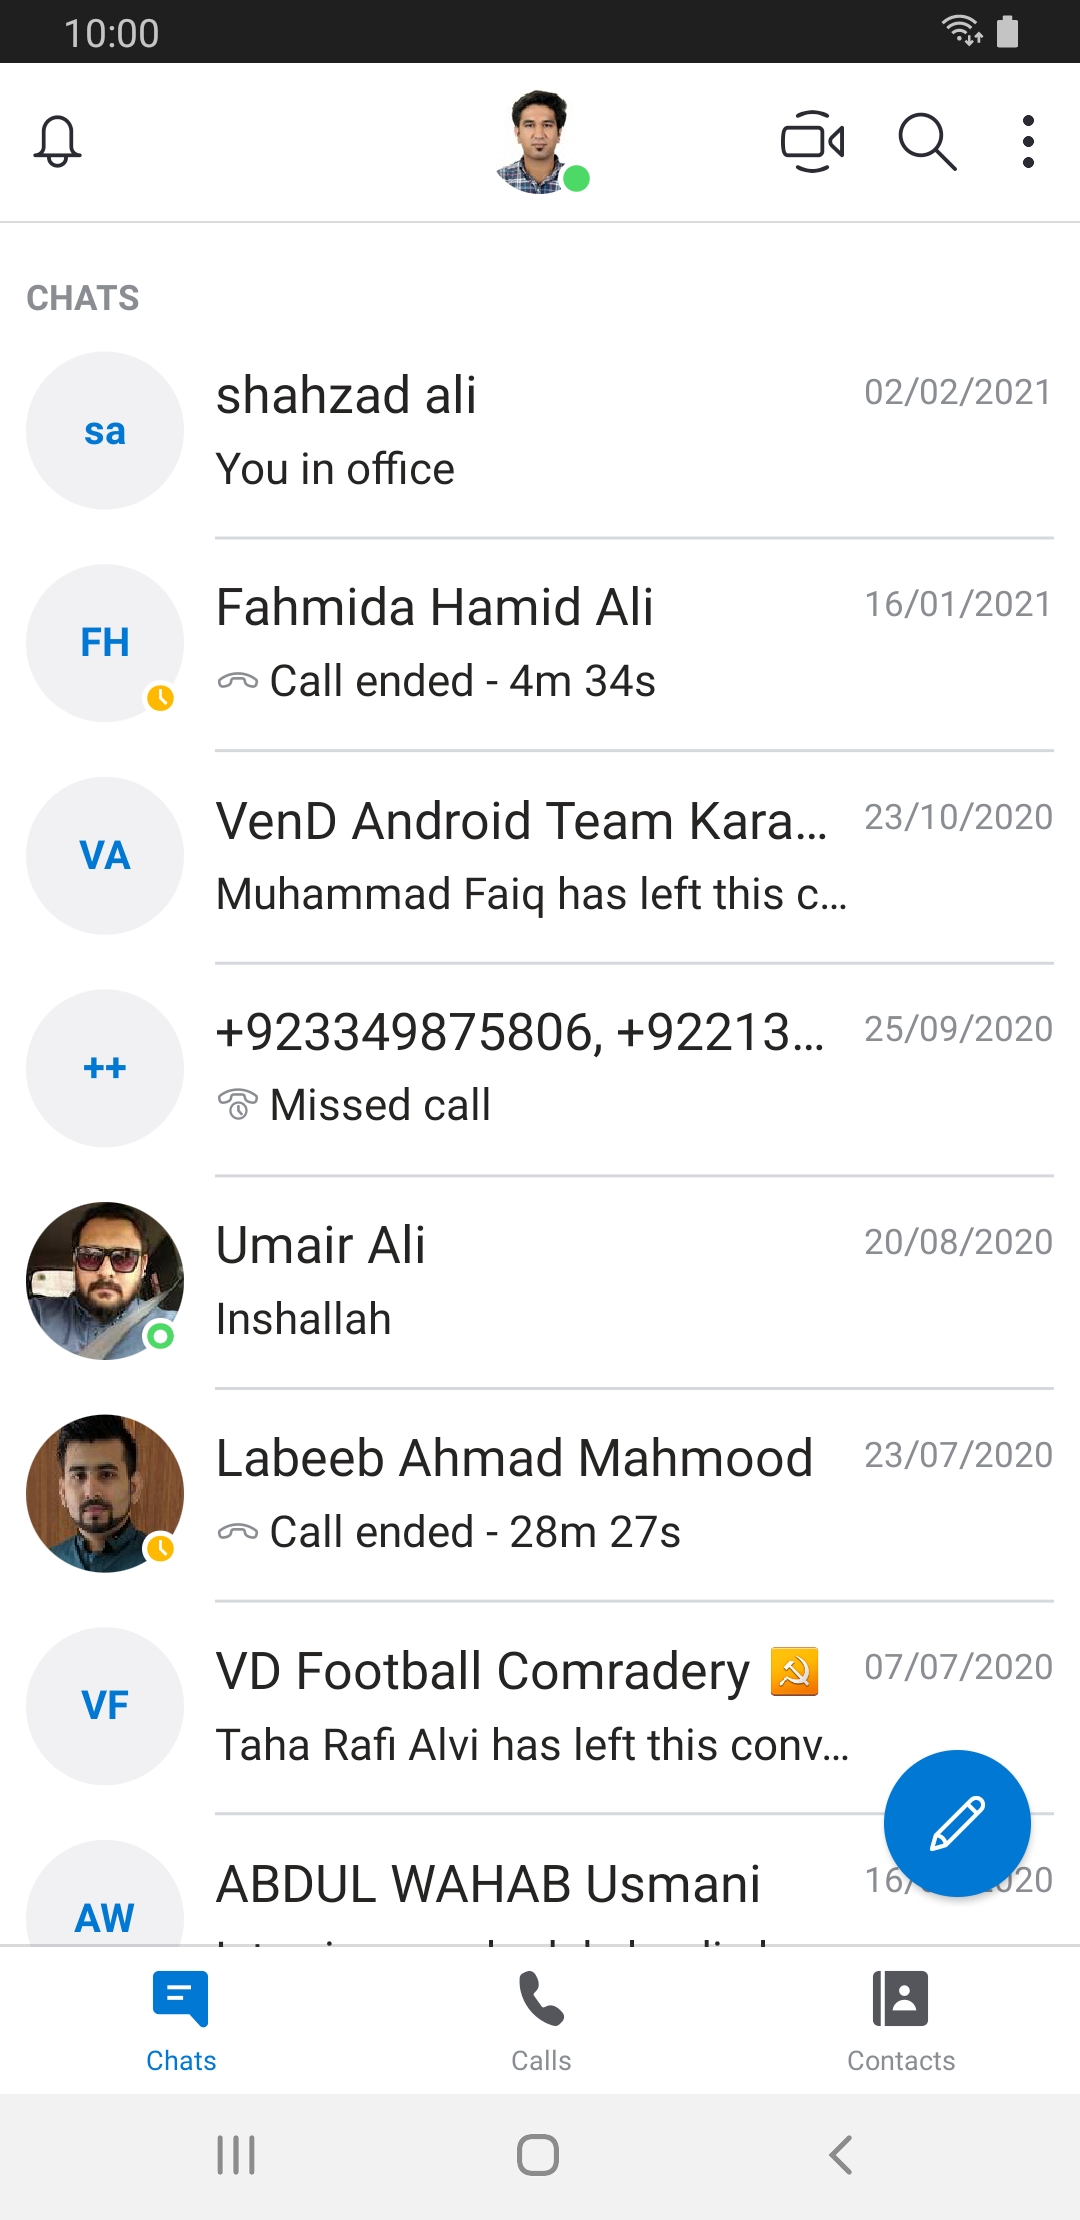 10:00
CHATS
sa
shahzad ali
02/02/2021
You in office
FH
Fahmida Hamid Ali
16/01/2021
Call ended - 4m 34s
VA
VenD Android Team Kara...
23/10/2020
Muhammad Faiq has left this c...
++
+923349875806, +92213...
25/09/2020
Missed call
Umair Ali
20/08/2020
Inshallah
Labeeb Ahmad Mahmood
23/07/2020
Call ended - 28m 27s
VF
VD Football Comradery
07/07/2020
Taha Rafi Alvi has left this conv...
AW
ABDUL WAHAB Usmani
Chats
Calls
Contacts